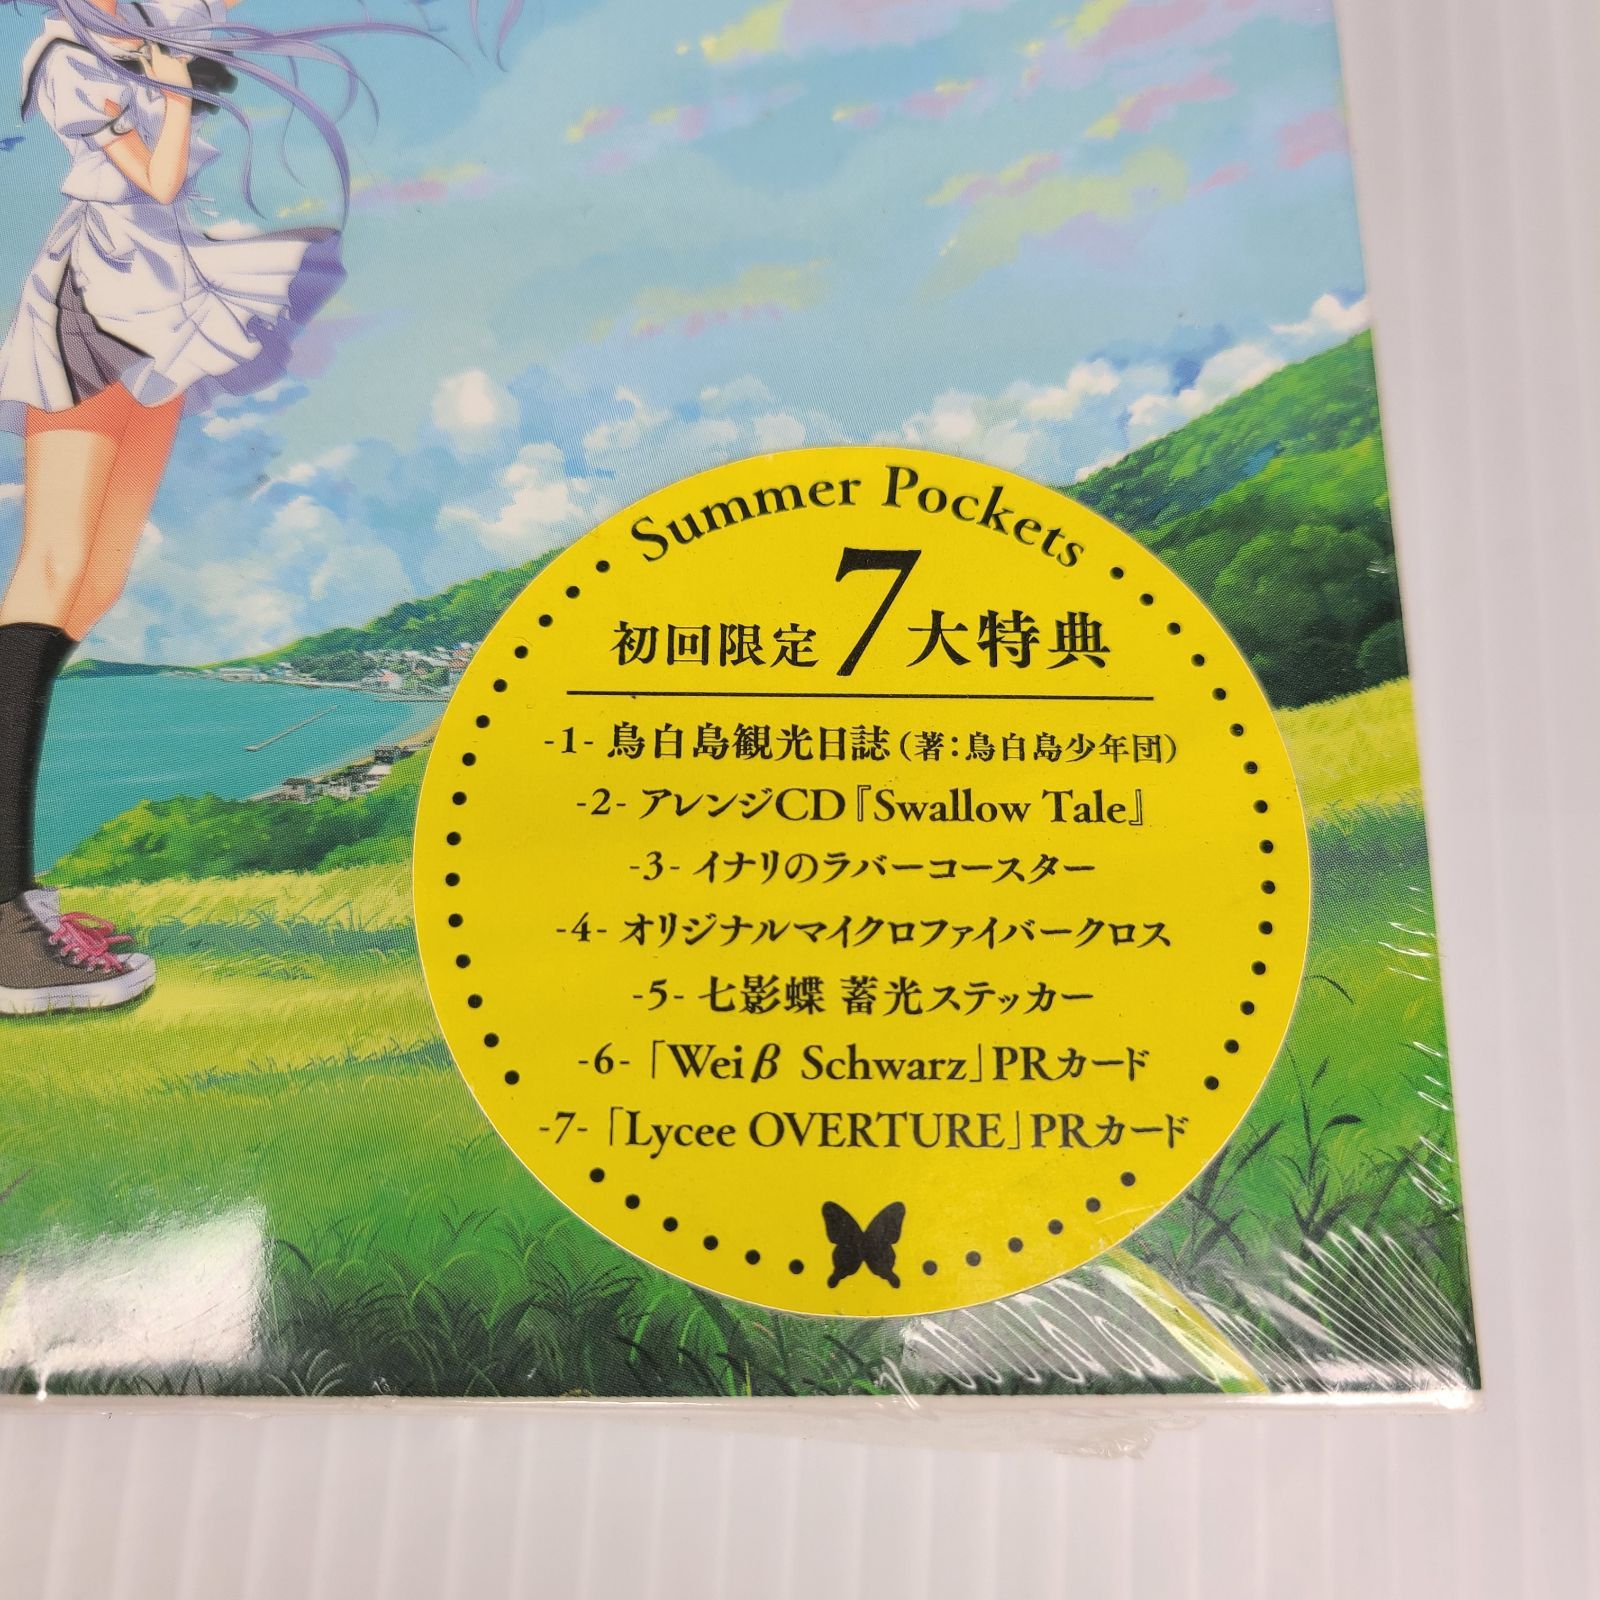 Summer Pockets
初回限定7大特典
-1- 鳥白島観光日誌(著:鳥白島少年団)
-2- アレンジCD『Swallow Tale』
-3- イナリのラバーコースター
-4- オリジナルマイクロファイバークロス
-5- 七影蝶 蓄光ステッカー
-6-「Weiβ Schwarz」PRカード
-7-「Lycee OVERTURE」PRカード